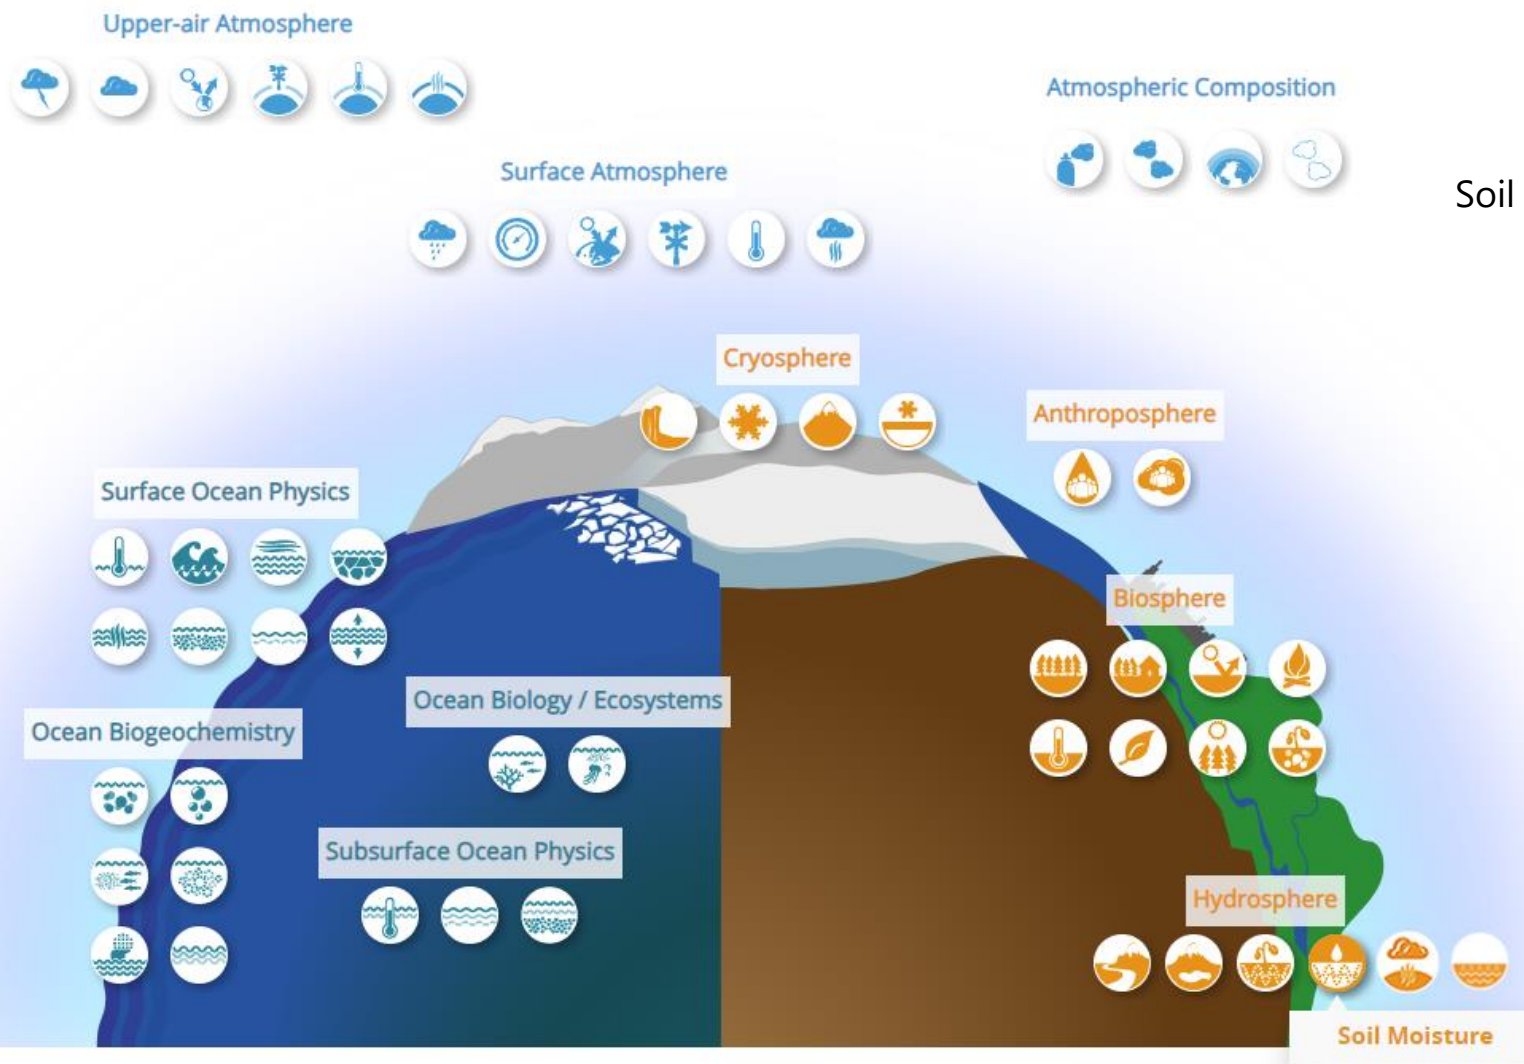 Upper-air Atmosphere
Atmospheric Composition
Surface Atmosphere
Soil
Cryosphere
Anthroposphere
Surface Ocean Physics
Biosphere
Ocean Biology / Ecosystems
Ocean Biogeochemistry
Subsurface Ocean Physics
Hydrosphere
Soil Moisture